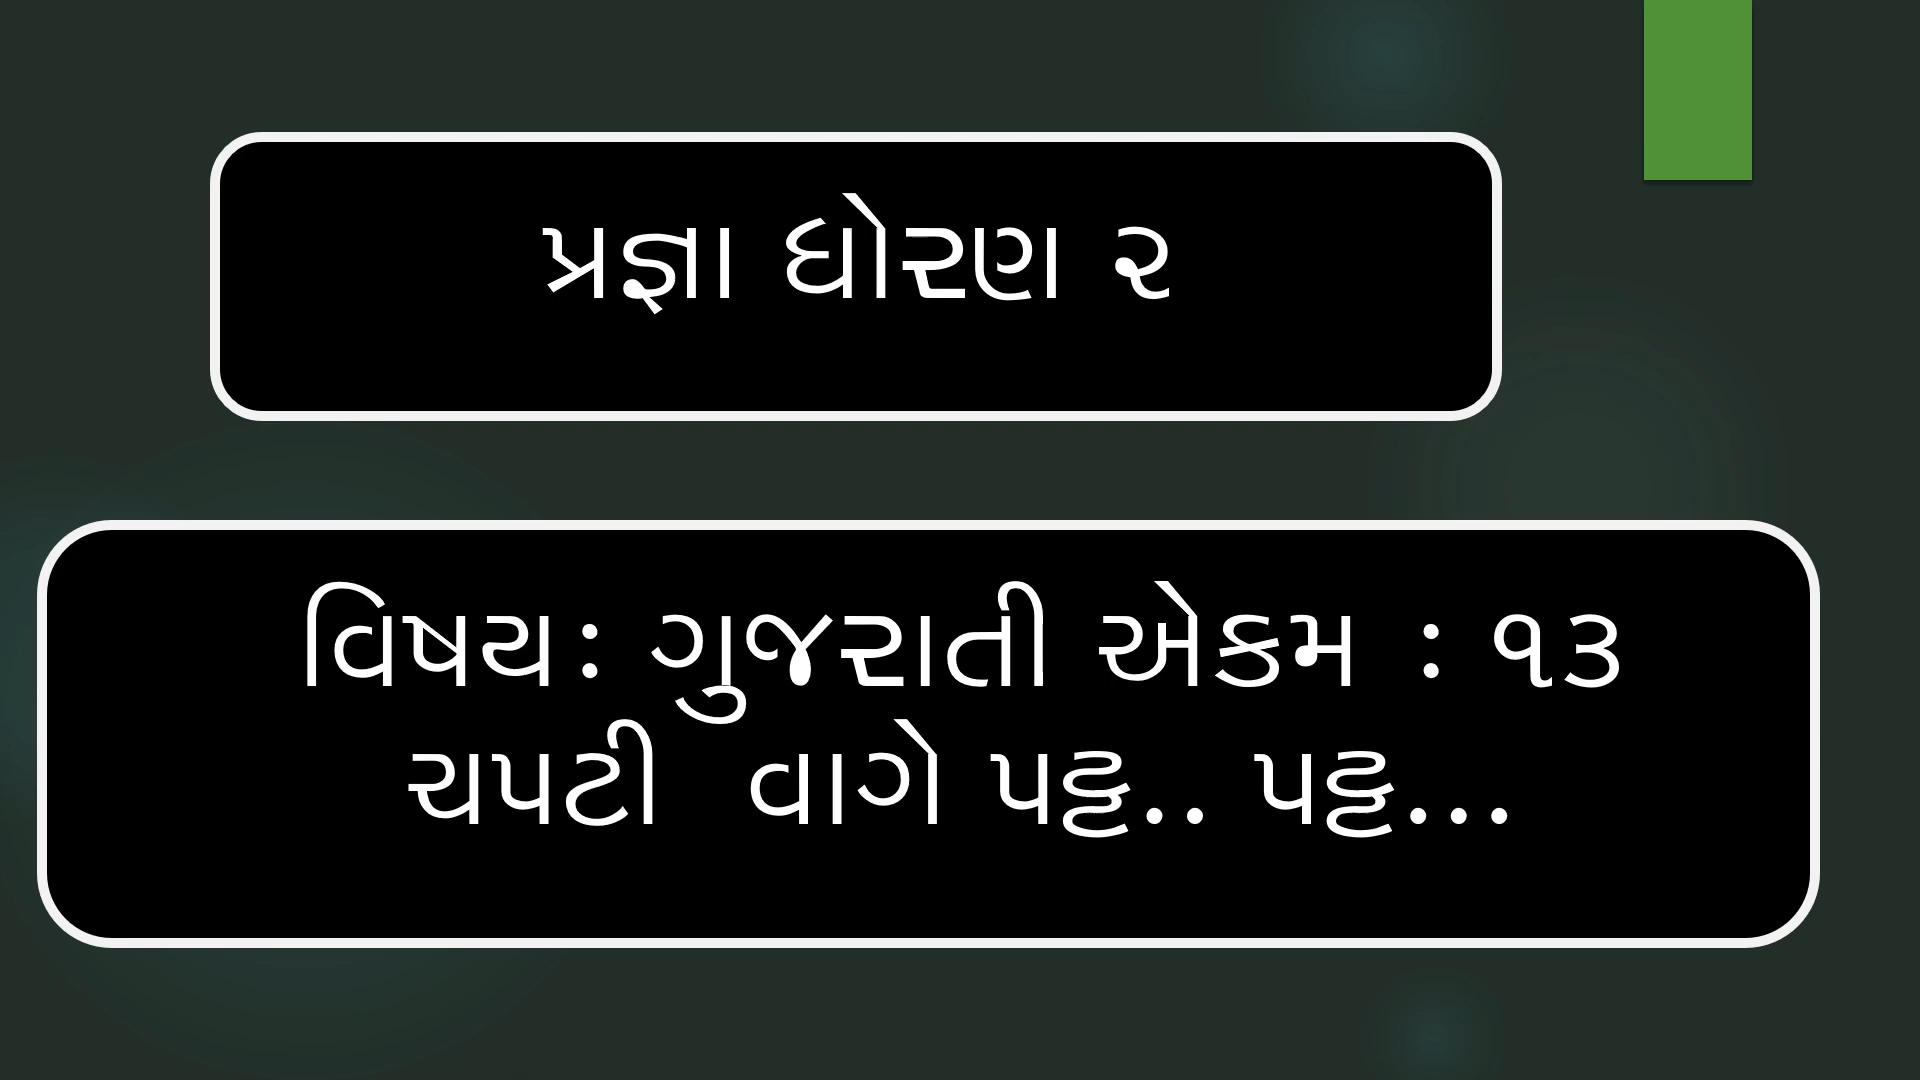 પ્રજ્ઞા ધોરણ ૨
વિષય: ગુજરાતી એકમ : ૧૩
ચપટી વાગે પટ્ટ.. પટ્ટ...